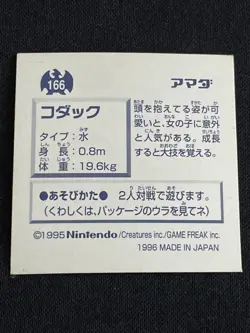 166
アマダ
コダック
タイプ：水
身　長：0.8m
体　重：19.6kg
頭を抱えてる姿が可
愛いと、女の子に意外
と人気がある。成長
すると大技を覚える。
●あそびかた● 2人対戦で遊びます。
(くわしくは、パッケージのウラを見てネ)
©1995 Nintendo/Creatures inc./GAME FREAK inc.
1996 MADE IN JAPAN